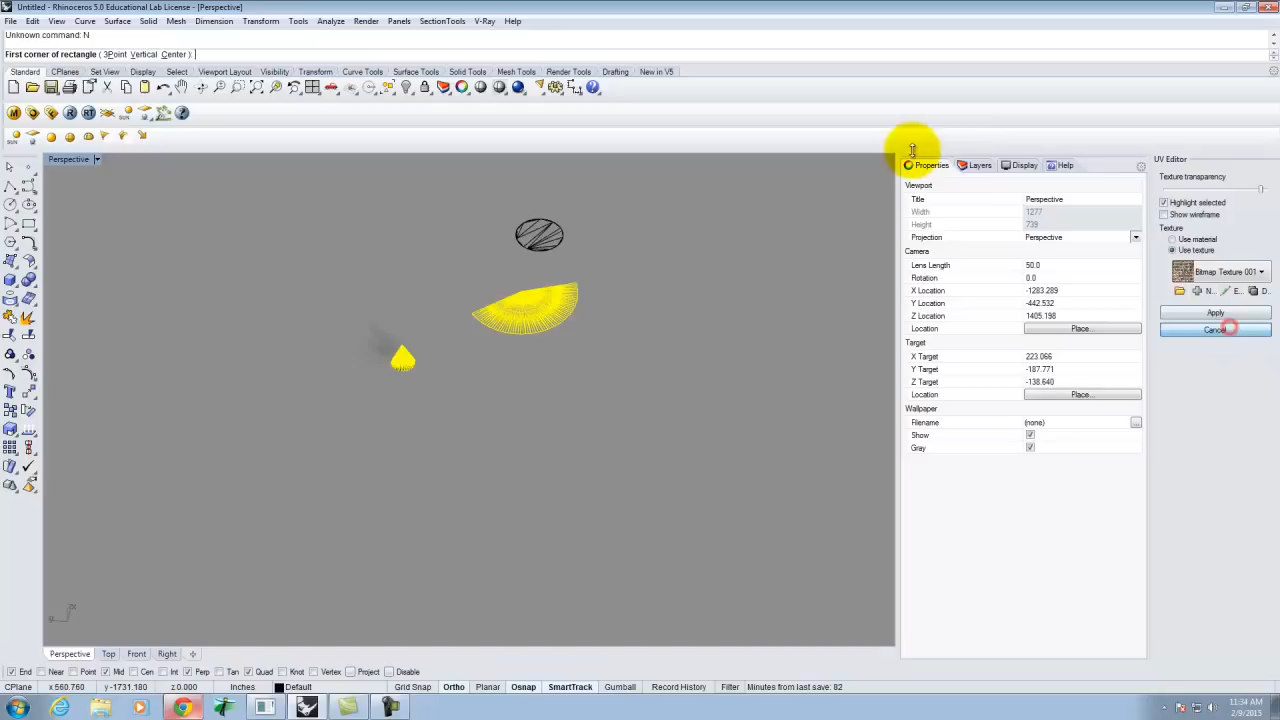 Untitled - Rhinoceros 5.0 Educational Lab License - [Perspective]
File Edit View Curve Surface Solid Mesh Dimension Transform Tools Analyze Render Panels SectionTools V-Ray Help
Unknown command: N
First corner of rectangle ( 3Point Vertical Center ):
Standard CPlanes Set View Display Select Viewport Layout Visibility Transform Curve Tools Surface Tools Solid Tools Mesh Tools Render Tools Drafting New in V5
M R RT SUN
SUN
Perspective
Properties Layers Display Help
Viewport
Title Perspective
Width 1277
Height 739
Projection Perspective
Camera
Lens Length 50.0
Rotation 0.0
X Location -1283.289
Y Location -442.532
Z Location 1405.198
Location Place...
Target
X Target 223.066
Y Target -187.771
Z Target -138.640
Location Place...
Wallpaper
Filename (none) ...
Show
Gray
UV Editor
Texture transparency
Highlight selected
Show wireframe
Texture
Use material
Use texture
Bitmap Texture 001
N... E... D..
Apply
Cancel
Perspective Top Front Right
End Near Point Mid Cen Int Perp Tan Quad Knot Vertex Project Disable
CPlane x 560.760 y -1731.180 z 0.000 Inches Default Grid Snap Ortho Planar Osnap SmartTrack Gumball Record History Filter Minutes from last save: 82
11:34 AM
2/9/2015